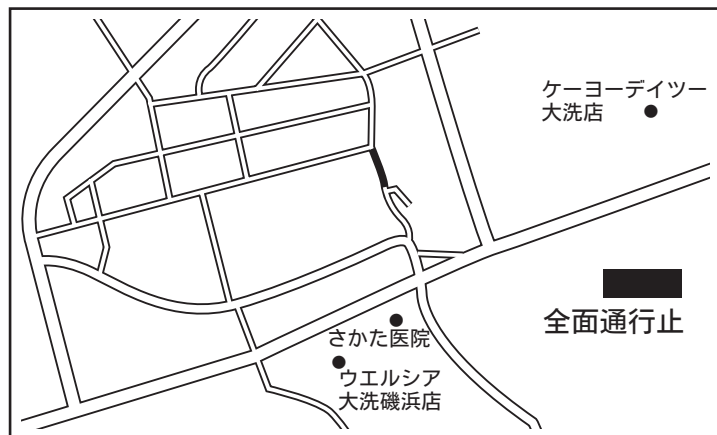 ケーヨーデイツー
大洗店
全面通行止
さかた医院
ウエルシア
大洗磯浜店